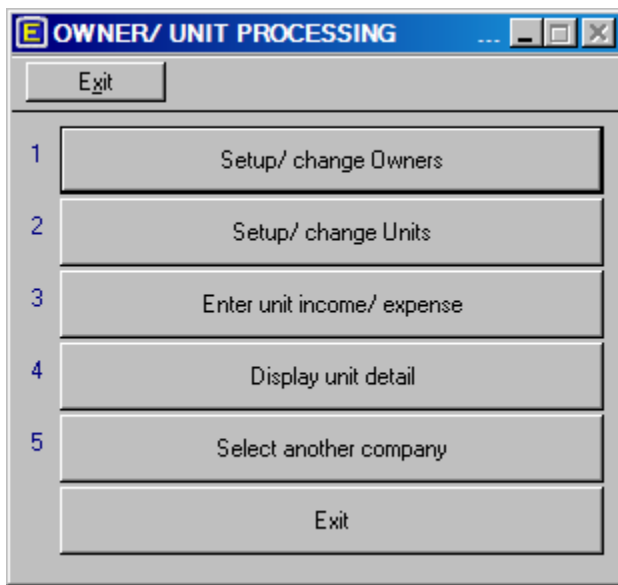 E OWNER/ UNIT PROCESSING ...
Exit
1 Setup/ change Owners
2 Setup/ change Units
3 Enter unit income/ expense
4 Display unit detail
5 Select another company
Exit